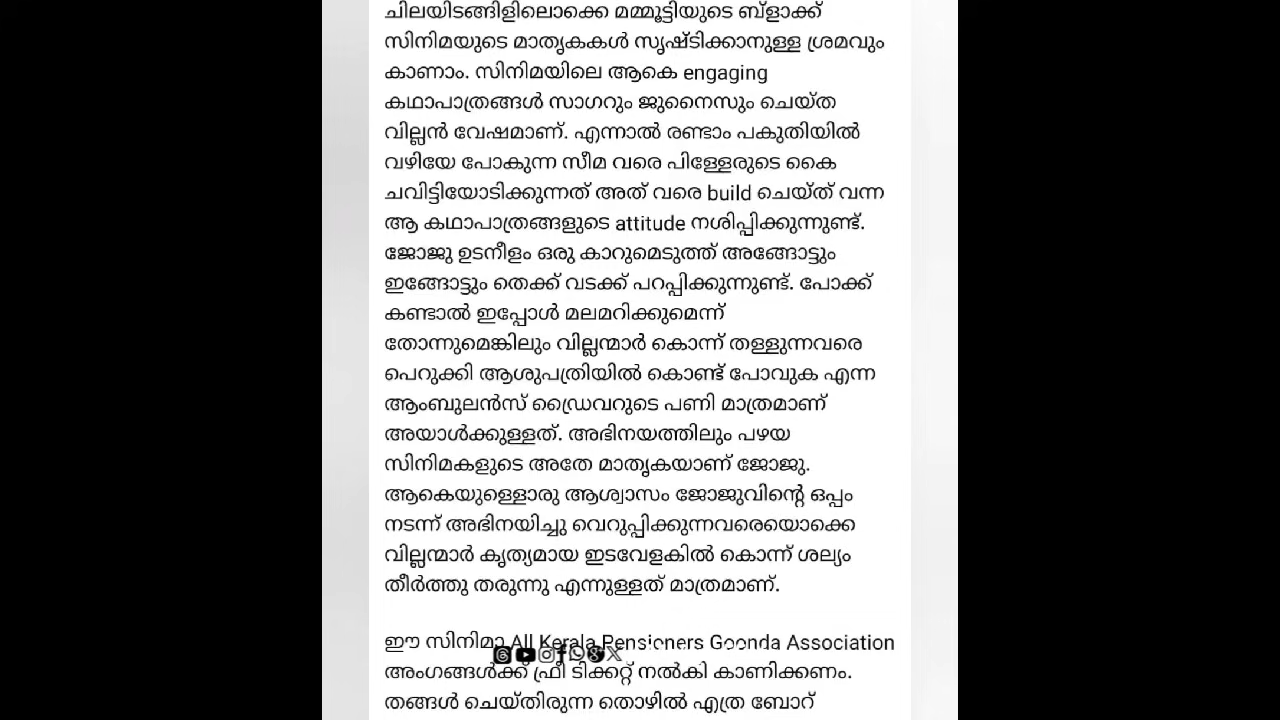 ചിലയിടങ്ങിളിലൊക്കെ മമ്മൂട്ടിയുടെ ബ്ളാക്ക്
സിനിമയുടെ മാതൃകകൾ സൃഷ്ടിക്കാനുള്ള ശ്രമവും
കാണാം. സിനിമയിലെ ആകെ engaging
കഥാപാത്രങ്ങൾ സാഗറും ജുനൈസും ചെയ്ത
വില്ലൻ വേഷമാണ്. എന്നാൽ രണ്ടാം പകുതിയിൽ
വഴിയേ പോകുന്ന സീമ വരെ പിള്ളേരുടെ കൈ
ചവിട്ടിയോടിക്കുന്നത് അത് വരെ build ചെയ്ത് വന്ന
ആ കഥാപാത്രങ്ങളുടെ attitude നശിപ്പിക്കുന്നുണ്ട്.
ജോജു ഉടനീളം ഒരു കാറുമെടുത്ത് അങ്ങോട്ടും
ഇങ്ങോട്ടും തെക്ക് വടക്ക് പറപ്പിക്കുന്നുണ്ട്. പോക്ക്
കണ്ടാൽ ഇപ്പോൾ മലമറിക്കുമെന്ന്
തോന്നുമെങ്കിലും വില്ലന്മാർ കൊന്ന് തള്ളുന്നവരെ
പെറുക്കി ആശുപത്രിയിൽ കൊണ്ട് പോവുക എന്ന
ആംബുലൻസ് ഡ്രൈവറുടെ പണി മാത്രമാണ്
അയാൾക്കുള്ളത്. അഭിനയത്തിലും പഴയ
സിനിമകളുടെ അതേ മാതൃകയാണ് ജോജു.
ആകെയുള്ളൊരു ആശ്വാസം ജോജുവിന്റെ ഒപ്പം
നടന്ന് അഭിനയിച്ചു വെറുപ്പിക്കുന്നവരെയൊക്കെ
വില്ലന്മാർ കൃത്യമായ ഇടവേളകിൽ കൊന്ന് ശല്യം
തീർത്തു തരുന്നു എന്നുള്ളത് മാത്രമാണ്.
ഈ സിനിമാ All Kerala Pensioners Goonda Association
അംഗങ്ങൾക്ക് ഫ്രീ ടിക്കറ്റ് നൽകി കാണിക്കണം.
തങ്ങൾ ചെയ്തിരുന്ന തൊഴിൽ എത്ര ബോറ്